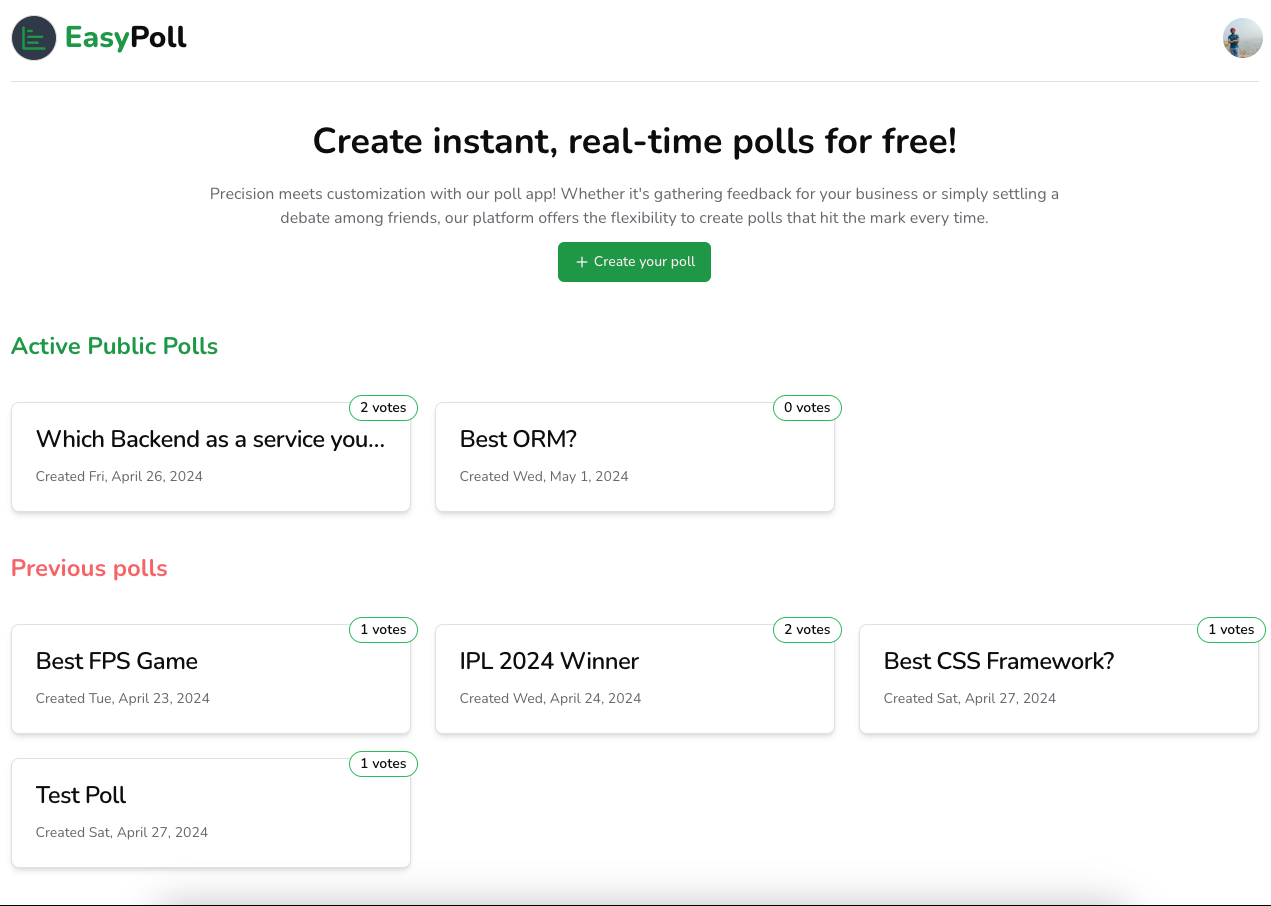 EasyPoll
Create instant, real-time polls for free!
Precision meets customization with our poll app! Whether it's gathering feedback for your business or simply settling a
debate among friends, our platform offers the flexibility to create polls that hit the mark every time.
+ Create your poll
Active Public Polls
2 votes
Which Backend as a service you...
Created Fri, April 26, 2024
0 votes
Best ORM?
Created Wed, May 1, 2024
Previous polls
1 votes
Best FPS Game
Created Tue, April 23, 2024
2 votes
IPL 2024 Winner
Created Wed, April 24, 2024
1 votes
Best CSS Framework?
Created Sat, April 27, 2024
1 votes
Test Poll
Created Sat, April 27, 2024